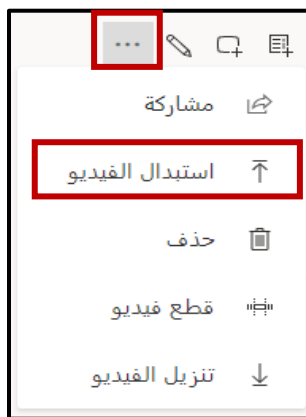 مشاركة
استبدال الفيديو
حذف
قطع فيديو
تنزيل الفيديو